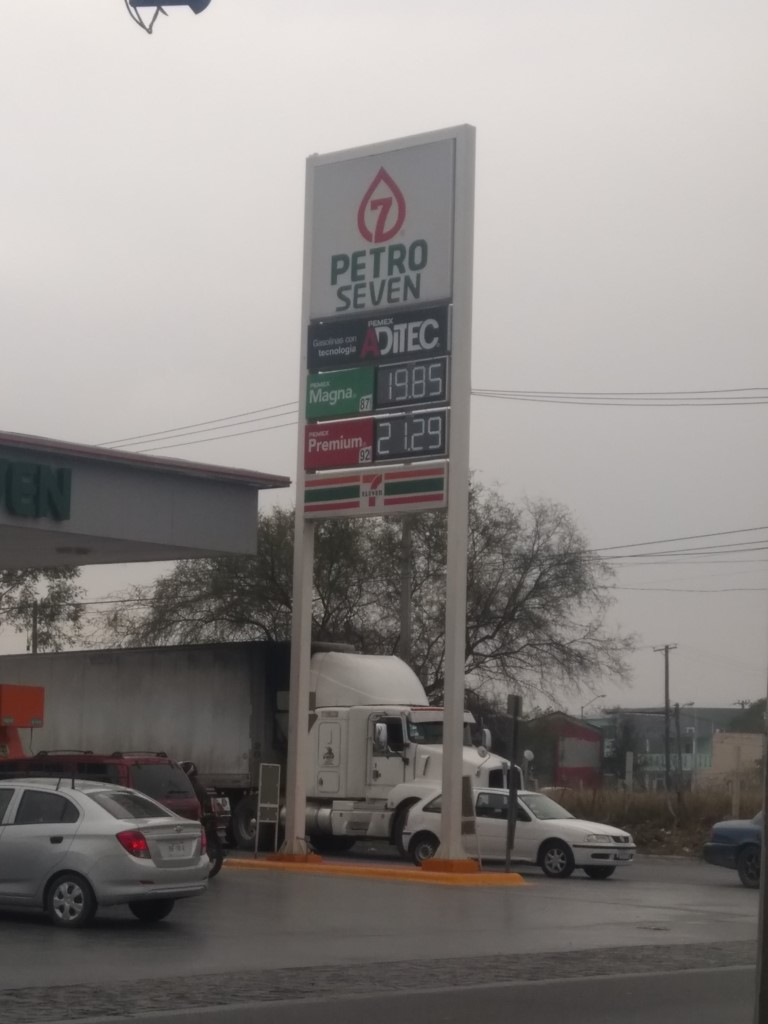 7
PETRO
SEVEN
Gasolinas con
tecnología
PEMEX
ADITEC
PEMEX
Magna
87
19.85
PEMEX
Premium
92
21.29
7
ELEVEN
VEN